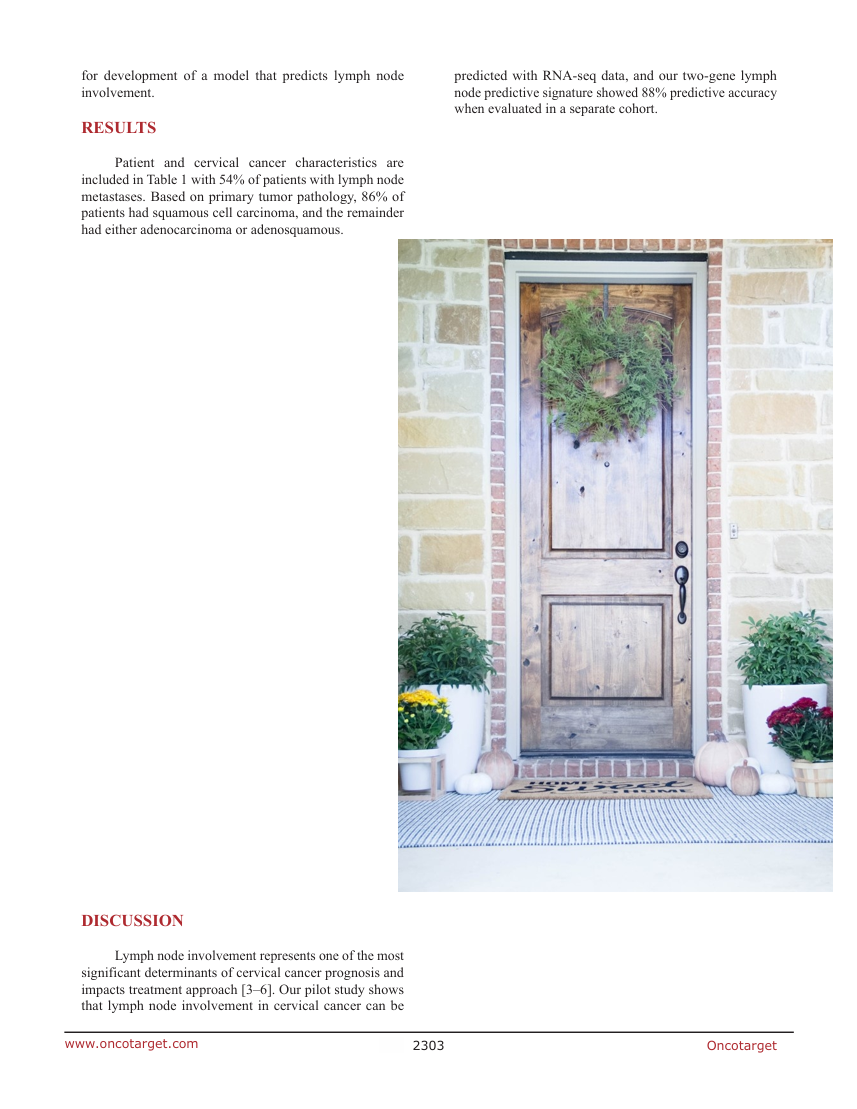 for development of a model that predicts lymph node
involvement.
RESULTS
Patient and cervical cancer characteristics are
included in Table 1 with 54% of patients with lymph node
metastases. Based on primary tumor pathology, 86% of
patients had squamous cell carcinoma, and the remainder
had either adenocarcinoma or adenosquamous.
DISCUSSION
Lymph node involvement represents one of the most
significant determinants of cervical cancer prognosis and
impacts treatment approach [3–6]. Our pilot study shows
that lymph node involvement in cervical cancer can be
predicted with RNA-seq data, and our two-gene lymph
node predictive signature showed 88% predictive accuracy
when evaluated in a separate cohort.
HOME
Sweet
HOME
www.oncotarget.com
2303
Oncotarget